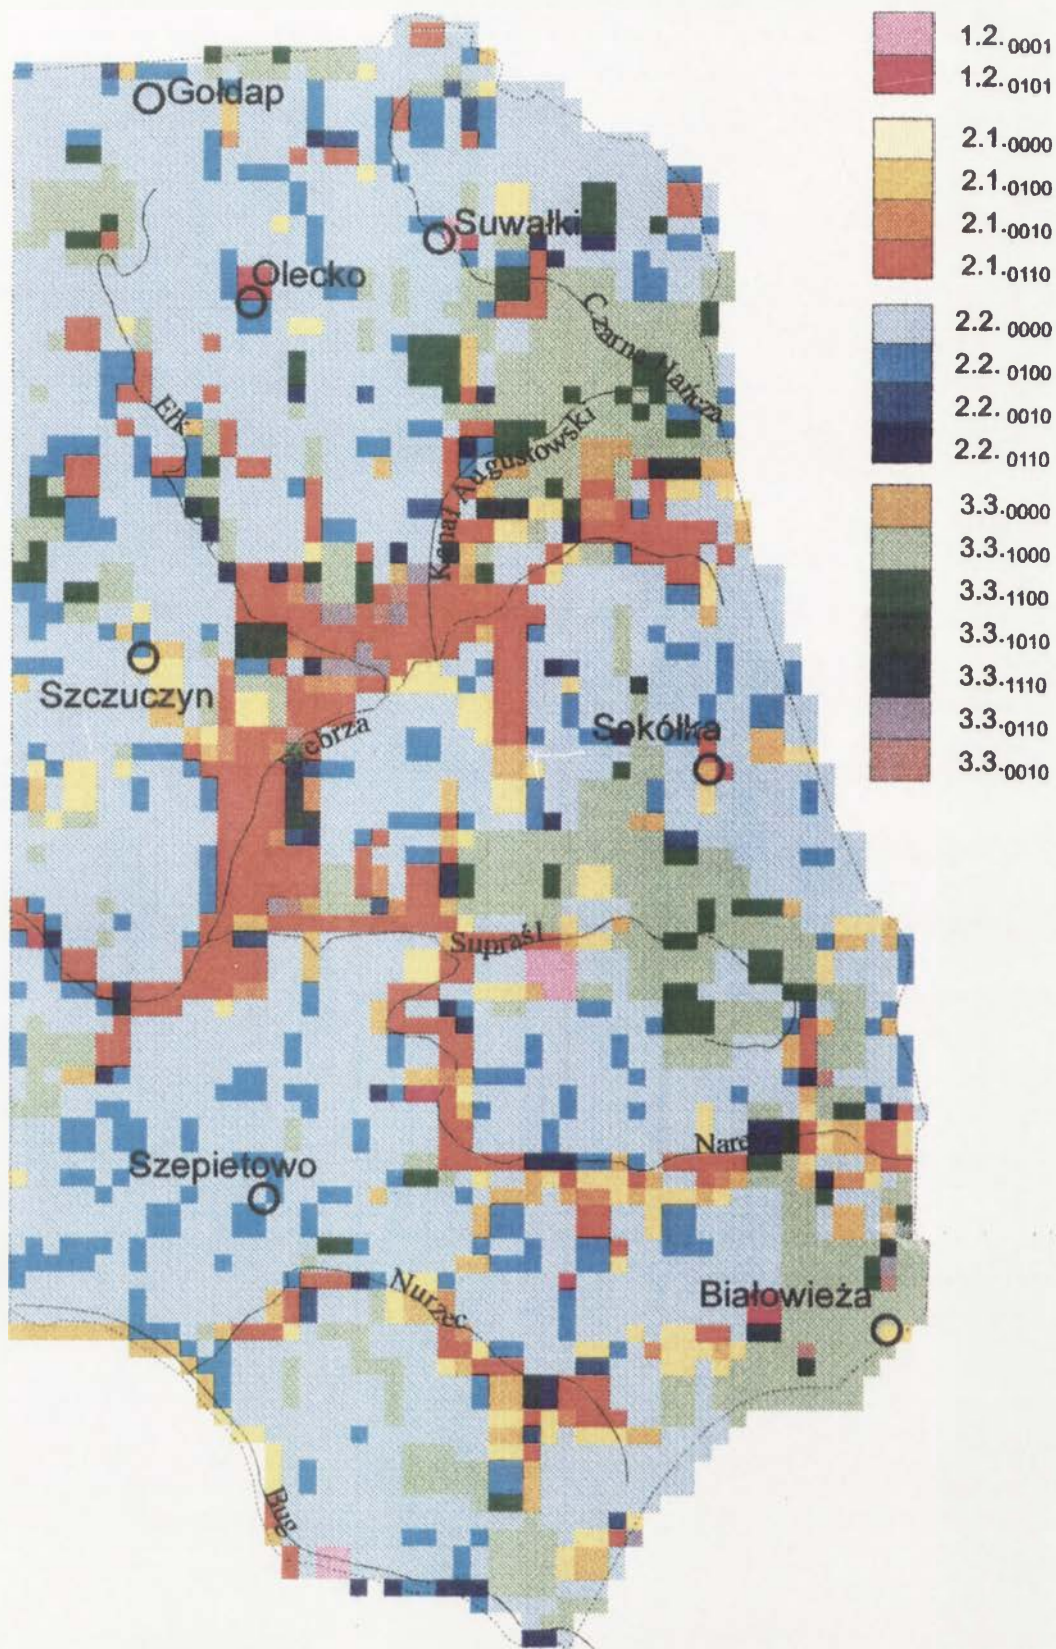 Gołdap
Suwałki
Olecko
Czarna Hańcza
Ełk
Kanał Augustowski
Szczuczyn
Sokółka
Biebrza
Supraśl
Narew
Szepietowo
Nurzec
Białowieża
Bug
1.2.0001
1.2.0101
2.1.0000
2.1.0100
2.1.0010
2.1.0110
2.2.0000
2.2.0100
2.2.0010
2.2.0110
3.3.0000
3.3.1000
3.3.1100
3.3.1010
3.3.1110
3.3.0110
3.3.0010